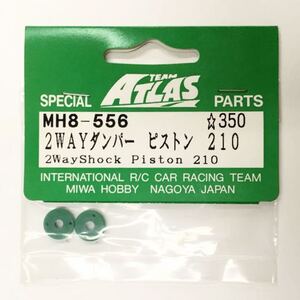 TEAM
ATLAS
SPECIAL PARTS
MH8-556 ☆350
2WAYダンパー ピストン 210
2WayShock Piston 210
INTERNATIONAL R/C CAR RACING TEAM
MIWA HOBBY NAGOYA JAPAN